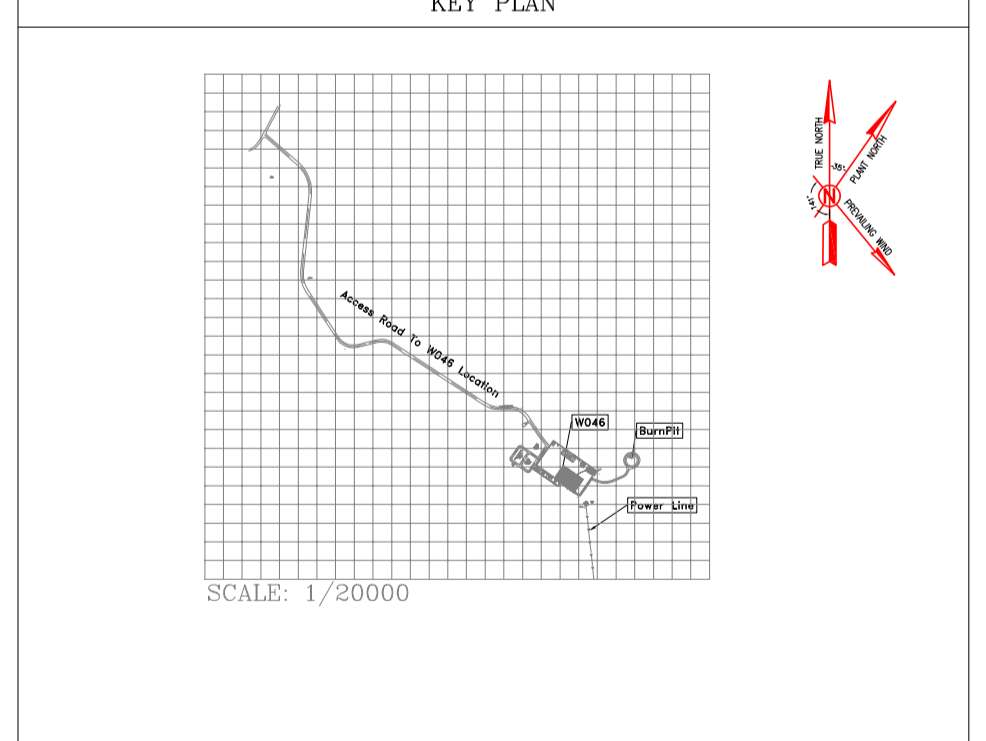 KEY PLAN
TRUE NORTH
35°
PLANT NORTH
N
141°
PREVAILING WIND
Access Road To W046 Location
W046
BurnPit
Power Line
SCALE: 1/20000